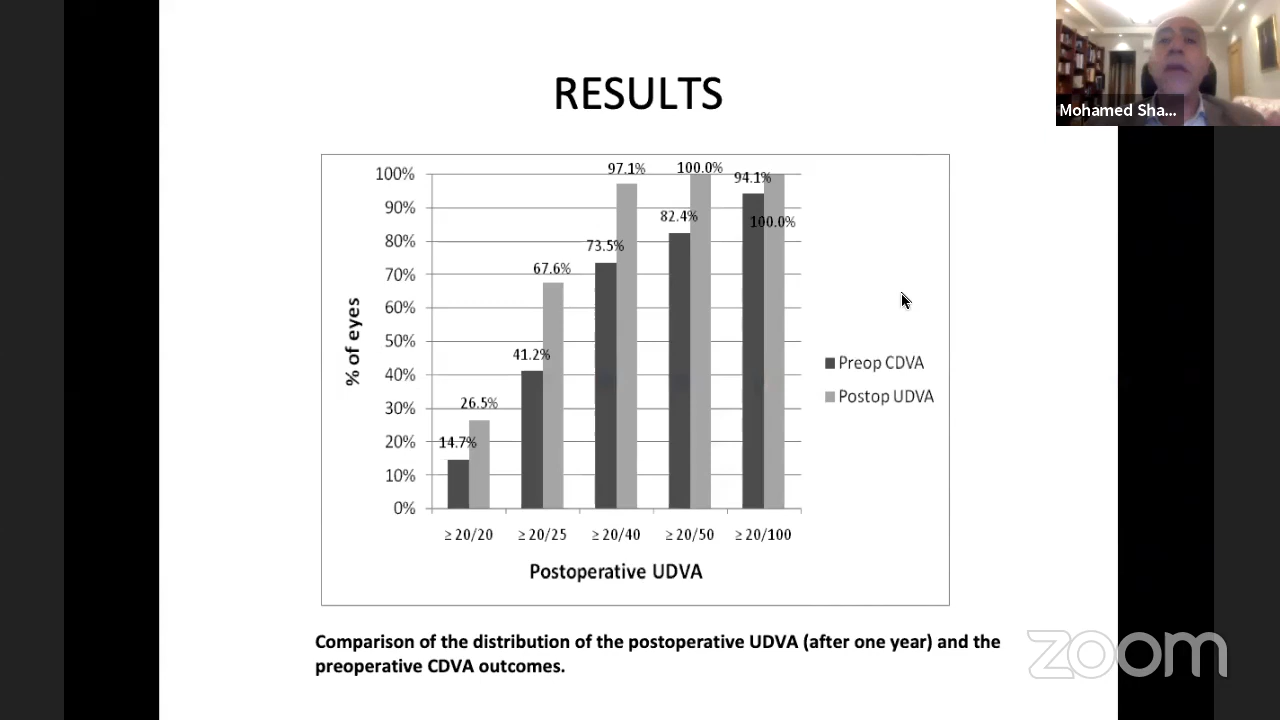 RESULTS
Mohamed Sha...
100%
90%
80%
70%
60%
50%
40%
30%
20%
10%
0%
% of eyes
14.7%
26.5%
41.2%
67.6%
73.5%
97.1%
82.4%
100.0%
94.1%
100.0%
≥ 20/20
≥ 20/25
≥ 20/40
≥ 20/50
≥ 20/100
Postoperative UDVA
Preop CDVA
Postop UDVA
Comparison of the distribution of the postoperative UDVA (after one year) and the
preoperative CDVA outcomes.
zoom